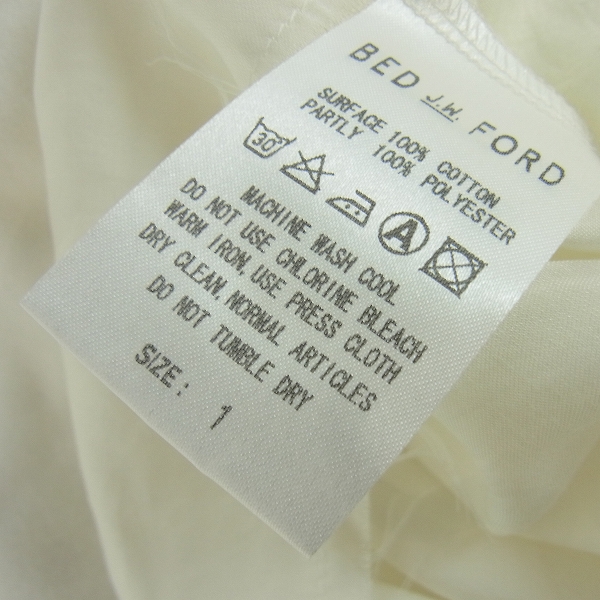 BED J.W. FORD
SURFACE 100% COTTON
PARTLY 100% POLYESTER
30 A
MACHINE WASH COOL
DO NOT USE CHLORINE BLEACH
WARM IRON,USE PRESS CLOTH
DRY CLEAN,NORMAL ARTICLES
DO NOT TUMBLE DRY
SIZE: 1